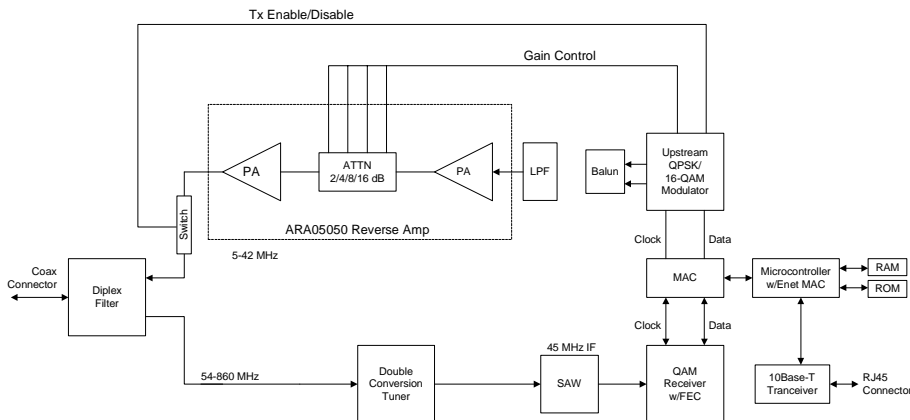 Tx Enable/Disable
Gain Control
PA
ATTN
2/4/8/16 dB
PA
LPF
Balun
Upstream
QPSK/
16-QAM
Modulator
Switch
ARA05050 Reverse Amp
5-42 MHz
Clock
Data
Coax
Connector
Diplex
Filter
MAC
Microcontroller
w/Enet MAC
RAM
ROM
Clock
Data
54-860 MHz
Double
Conversion
Tuner
45 MHz IF
SAW
QAM
Receiver
w/FEC
10Base-T
Tranceiver
RJ45
Connector